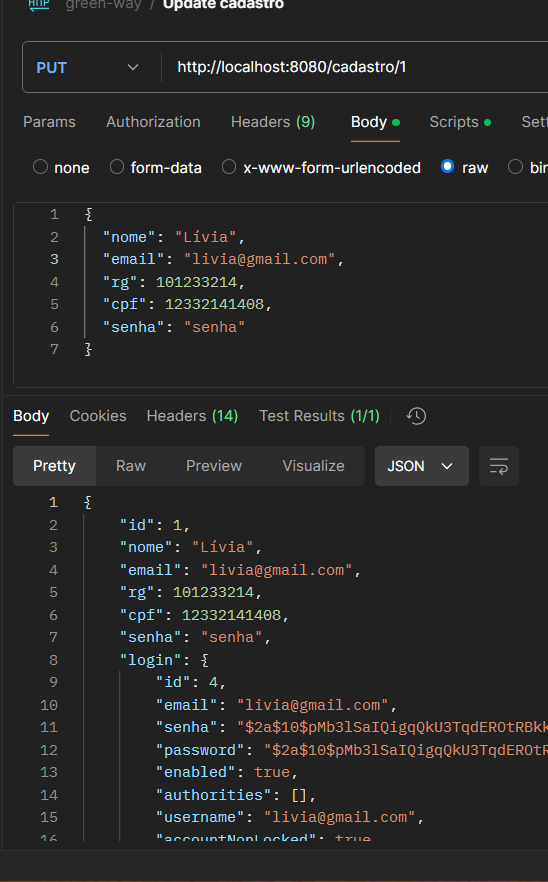 HTTP green-way / Update cadastro
PUT http://localhost:8080/cadastro/1
Params Authorization Headers (9) Body Scripts Sett
none form-data x-www-form-urlencoded raw bin
1 {
2 "nome": "Lívia",
3 "email": "livia@gmail.com",
4 "rg": 101233214,
5 "cpf": 12332141408,
6 "senha": "senha"
7 }
Body Cookies Headers (14) Test Results (1/1)
Pretty Raw Preview Visualize JSON
1 {
2 "id": 1,
3 "nome": "Lívia",
4 "email": "livia@gmail.com",
5 "rg": 101233214,
6 "cpf": 12332141408,
7 "senha": "senha",
8 "login": {
9 "id": 4,
10 "email": "livia@gmail.com",
11 "senha": "$2a$10$pMb3lSaIQigqQkU3TqdEROtRBkk
12 "password": "$2a$10$pMb3lSaIQigqQkU3TqdEROtR
13 "enabled": true,
14 "authorities": [],
15 "username": "livia@gmail.com",
16 "accountNonLocked": true